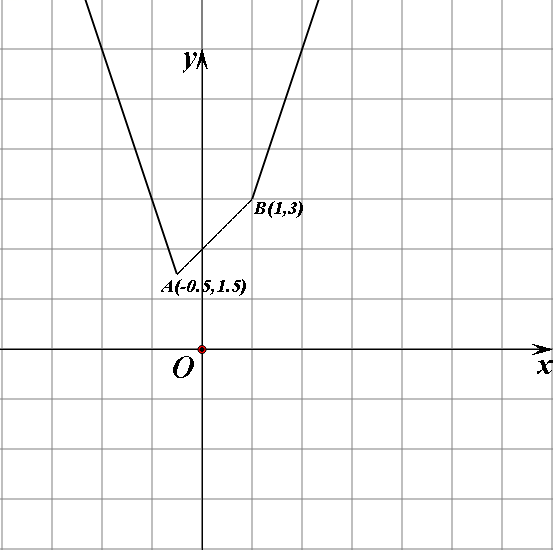 y
B(1,3)
A(-0.5,1.5)
O
x